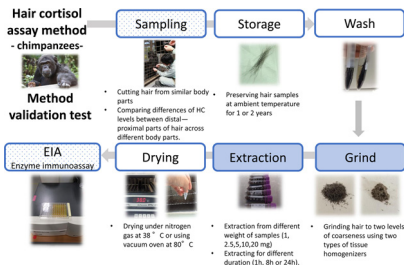 Hair cortisol
assay method
- chimpanzees-
Method
validation test
Sampling
• Cutting hair from similar body
parts
• Comparing differences of HC
levels between distal—
proximal parts of hair across
different body parts.
Storage
• Preserving hair samples
at ambient temperature
for 1 or 2 years
Wash
Grind
• Grinding hair to two levels
of coarseness using two
types of tissue
homogenizers
Extraction
• Extraction from different
weight of samples (1,
2.5,5,10,20 mg)
• Extracting for different
duration (1h, 8h or 24h).
Drying
• Drying under nitrogen
gas at 38 ° C or using
vacuum oven at 80° C
EIA
Enzyme immunoassay